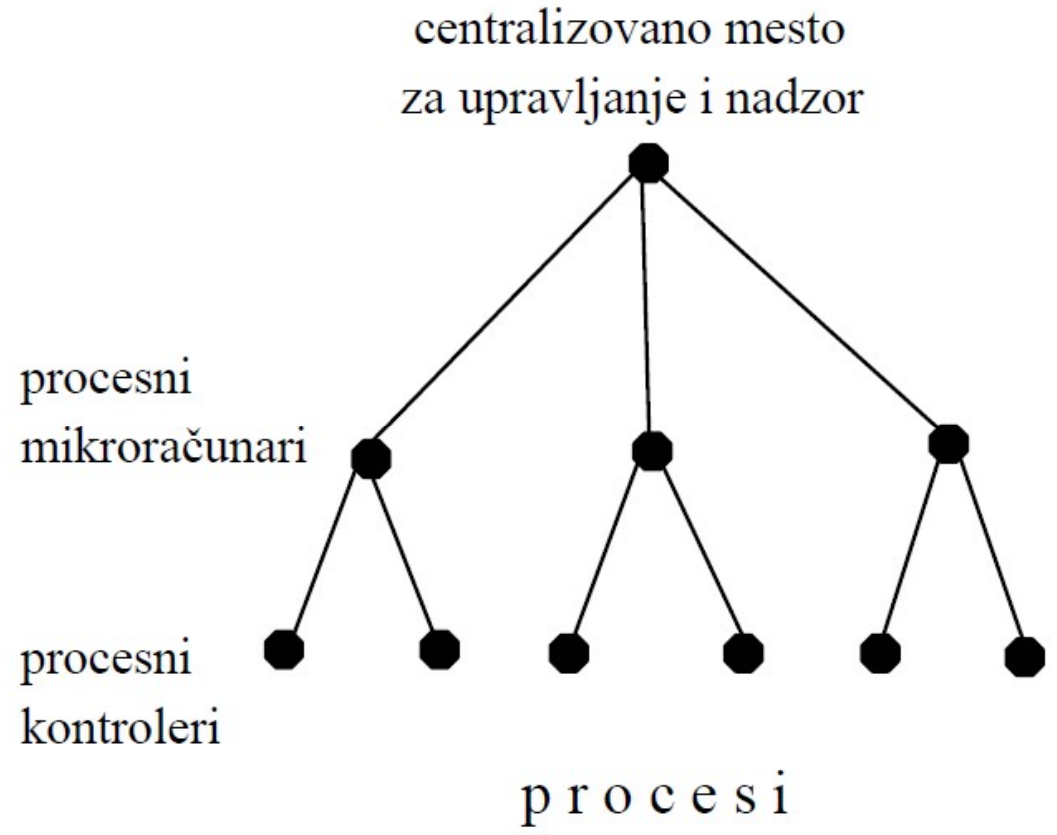 centralizovano mesto
za upravljanje i nadzor
procesni
mikroračunari
procesni
kontroleri
p r o c e s i